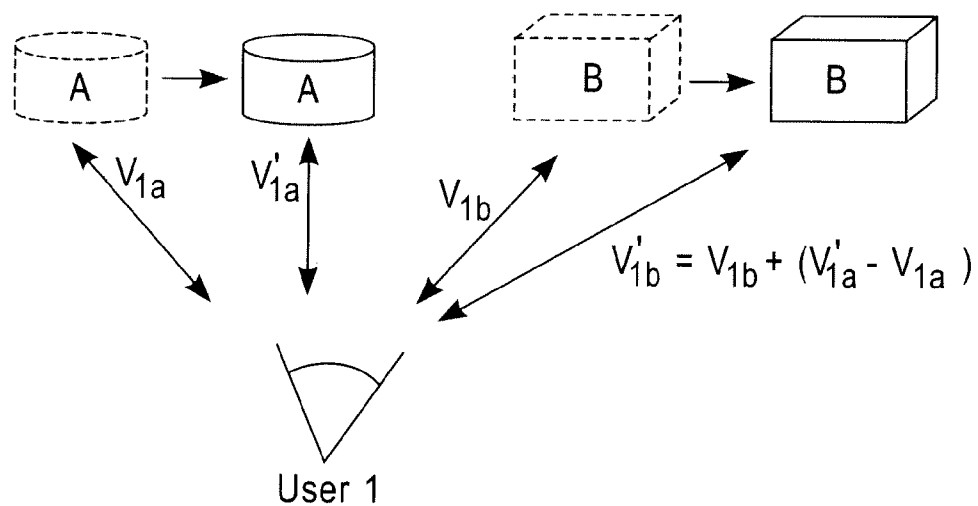 A
A
B
B
V1a
V'1a
V1b
V'1b = V1b + (V'1a - V1a )
User 1